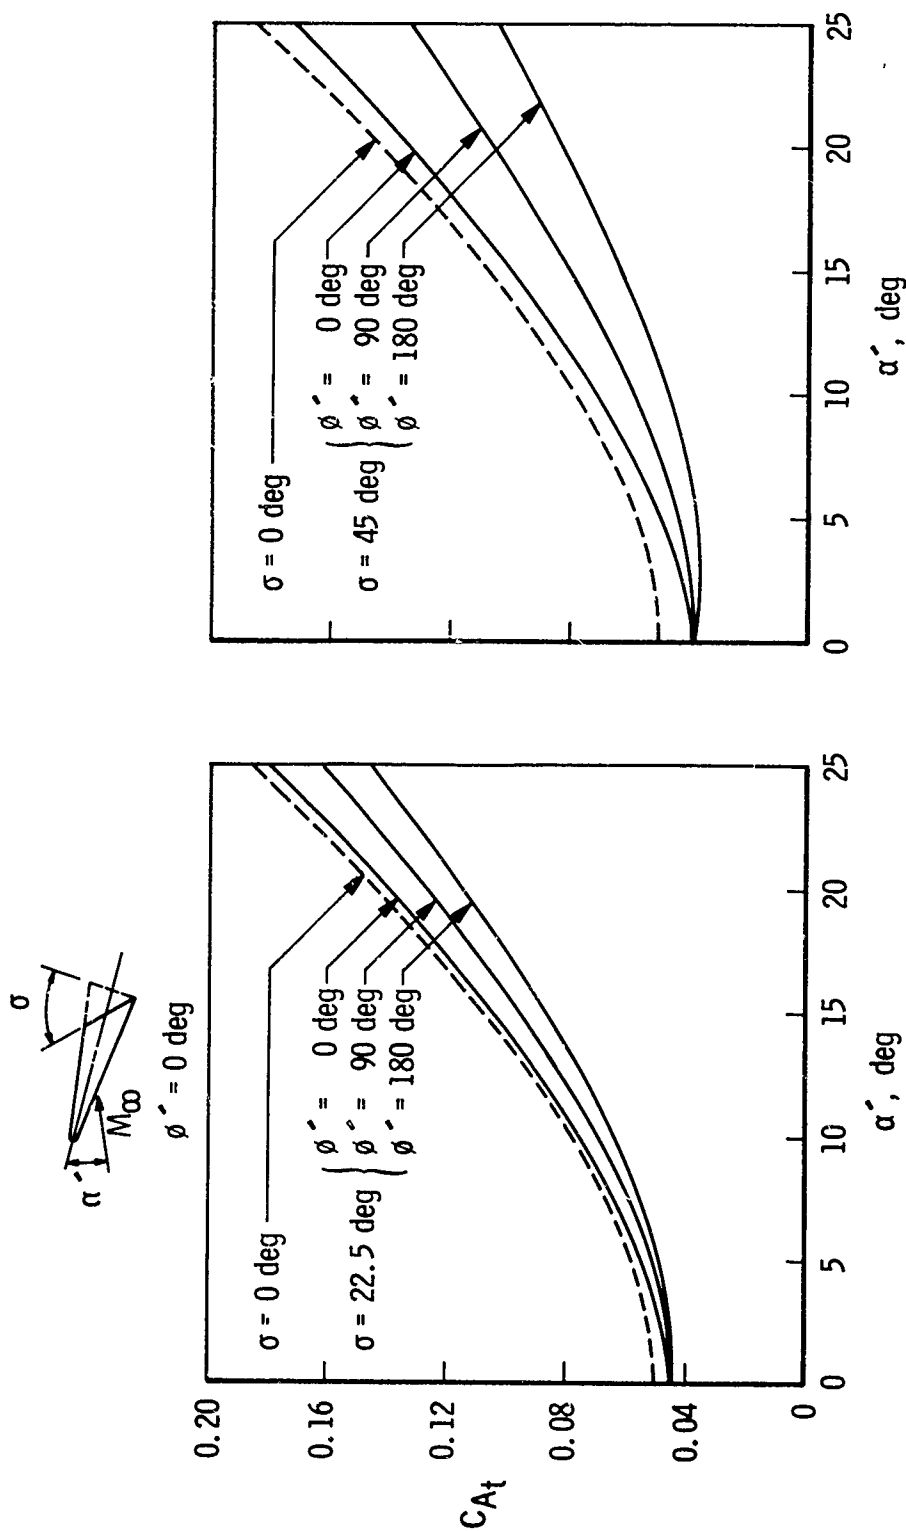 σ
α´
M∞
ø´ = 0 deg
C_A_t
0.20
0.16
0.12
0.08
0.04
0
σ = 0 deg
σ = 22.5 deg
ø´ = 0 deg
ø´ = 90 deg
ø´ = 180 deg
0 5 10 15 20 25
α´, deg
σ = 0 deg
σ = 45 deg
ø´ = 0 deg
ø´ = 90 deg
ø´ = 180 deg
0 5 10 15 20 25
α´, deg